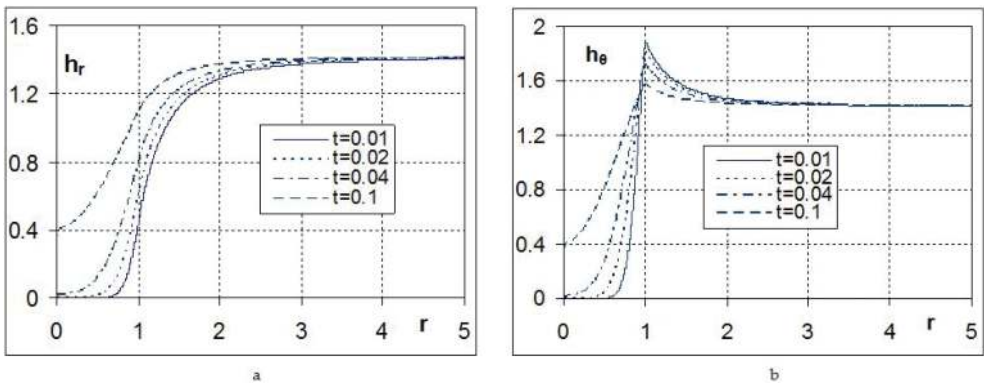 1.6
1.2
0.8
0.4
0
h_r
t=0.01
t=0.02
t=0.04
t=0.1
0 1 2 3 4 5
r
a
2
1.6
1.2
0.8
0.4
0
h_θ
t=0.01
t=0.02
t=0.04
t=0.1
0 1 2 3 4 5
r
b